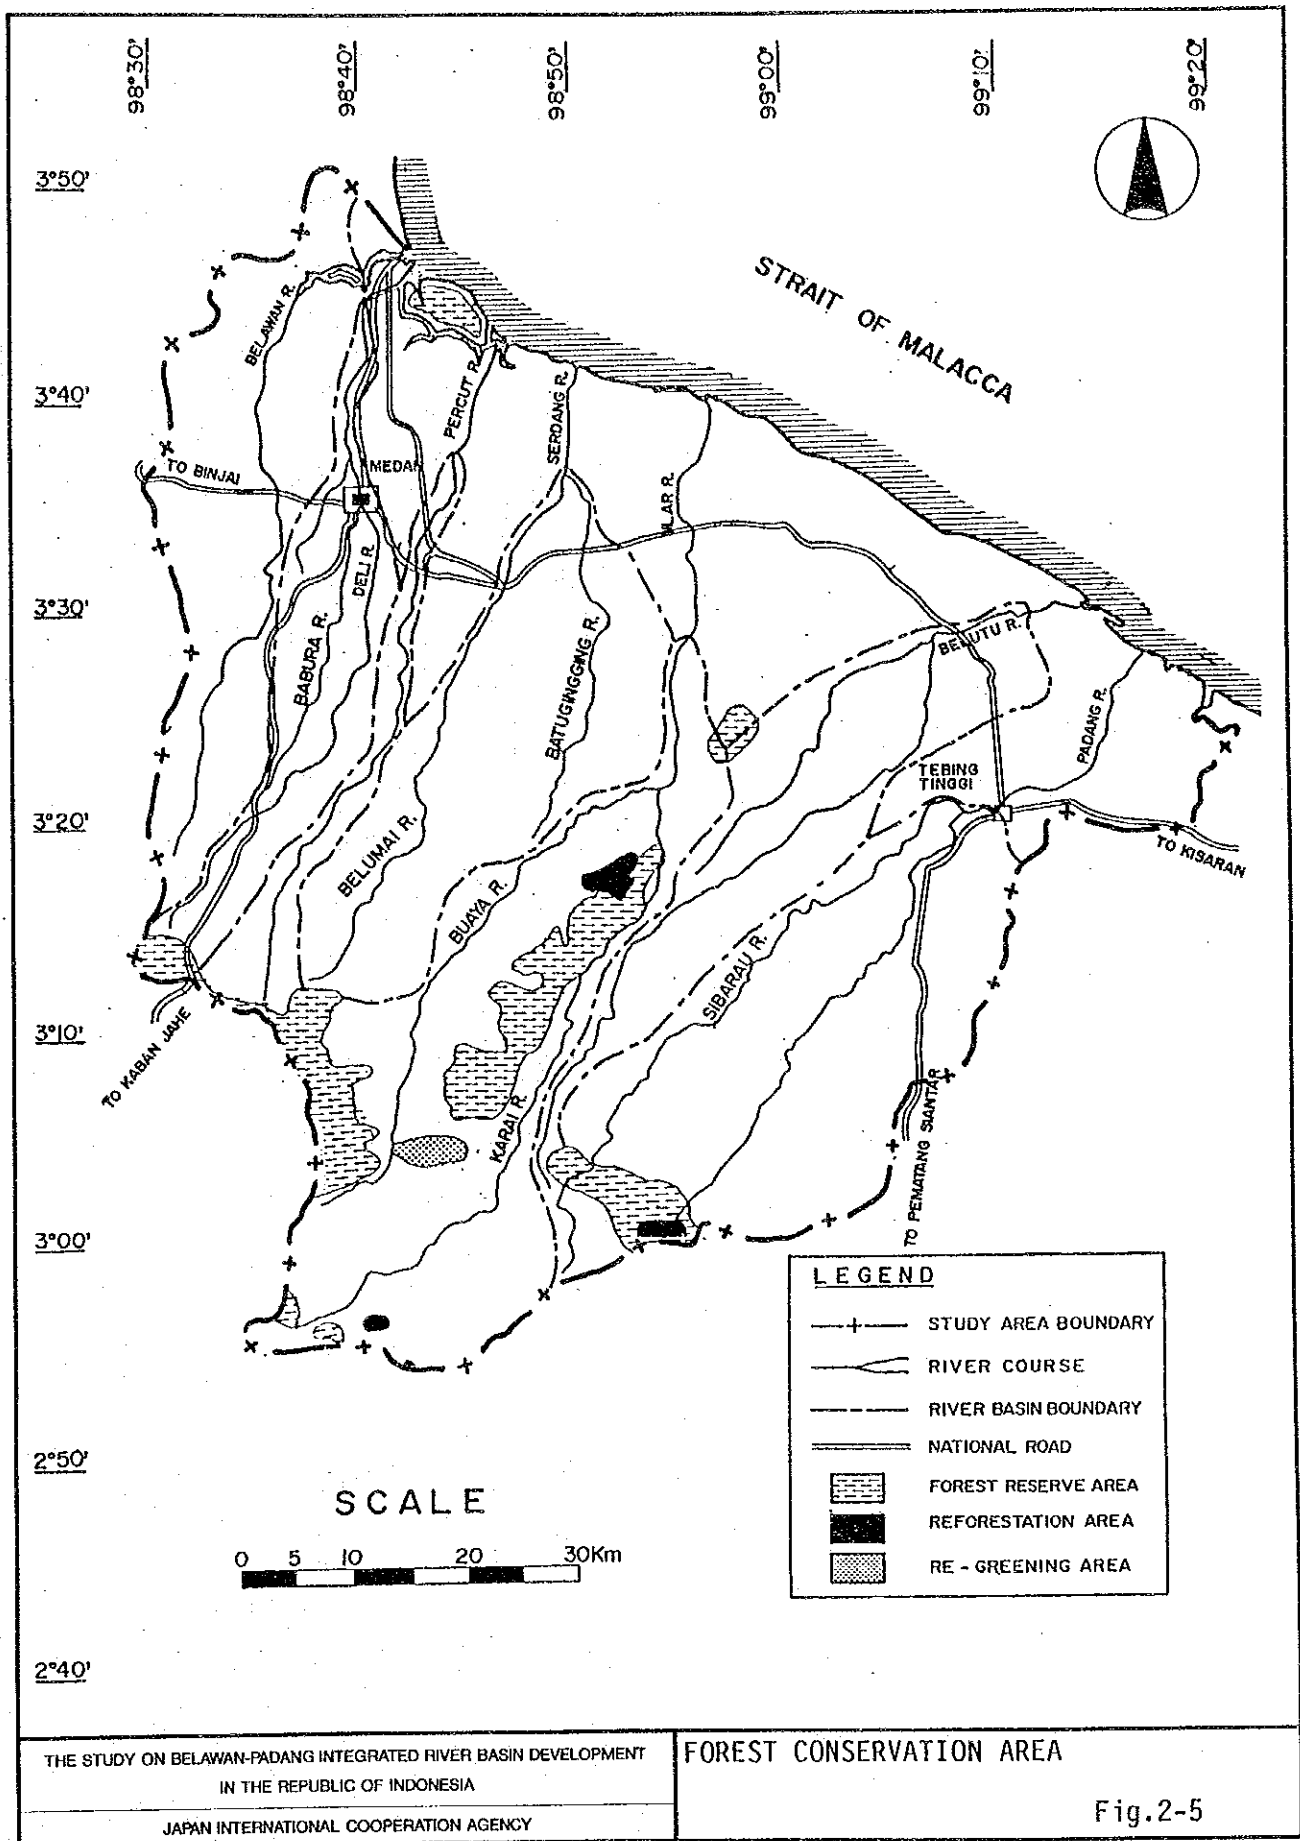 98°30'
98°40'
98°50'
99°00'
99°10'
99°20'
3°50'
3°40'
3°30'
3°20'
3°10'
3°00'
2°50'
2°40'
STRAIT OF MALACCA
BELAWAN R.
PERCUT R.
SERDANG R.
TO BINJAI
MEDAN
ULAR R.
DELI R.
BABURA R.
BATUGINGGING R.
BELUTU R.
PADANG R.
TEBING
TINGGI
BELUMAI R.
TO KISARAN
BUAYA R.
SIBARAU R.
TO KABAN JAHE
KARAI R.
TO PEMATANG SIANTAR
LEGEND
STUDY AREA BOUNDARY
RIVER COURSE
RIVER BASIN BOUNDARY
NATIONAL ROAD
FOREST RESERVE AREA
REFORESTATION AREA
RE-GREENING AREA
SCALE
0 5 10 20 30Km
THE STUDY ON BELAWAN-PADANG INTEGRATED RIVER BASIN DEVELOPMENT
IN THE REPUBLIC OF INDONESIA
JAPAN INTERNATIONAL COOPERATION AGENCY
FOREST CONSERVATION AREA
Fig.2-5